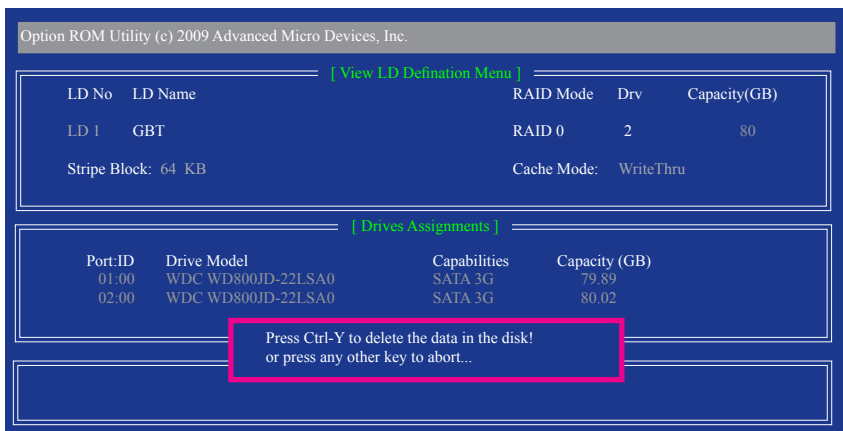 Option ROM Utility (c) 2009 Advanced Micro Devices, Inc.
[ View LD Defination Menu ]
LD No LD Name RAID Mode Drv Capacity(GB)
LD 1 GBT RAID 0 2 80
Stripe Block: 64 KB Cache Mode: WriteThru
[ Drives Assignments ]
Port:ID Drive Model Capabilities Capacity (GB)
01:00 WDC WD800JD-22LSA0 SATA 3G 79.89
02:00 WDC WD800JD-22LSA0 SATA 3G 80.02
Press Ctrl-Y to delete the data in the disk!
or press any other key to abort...